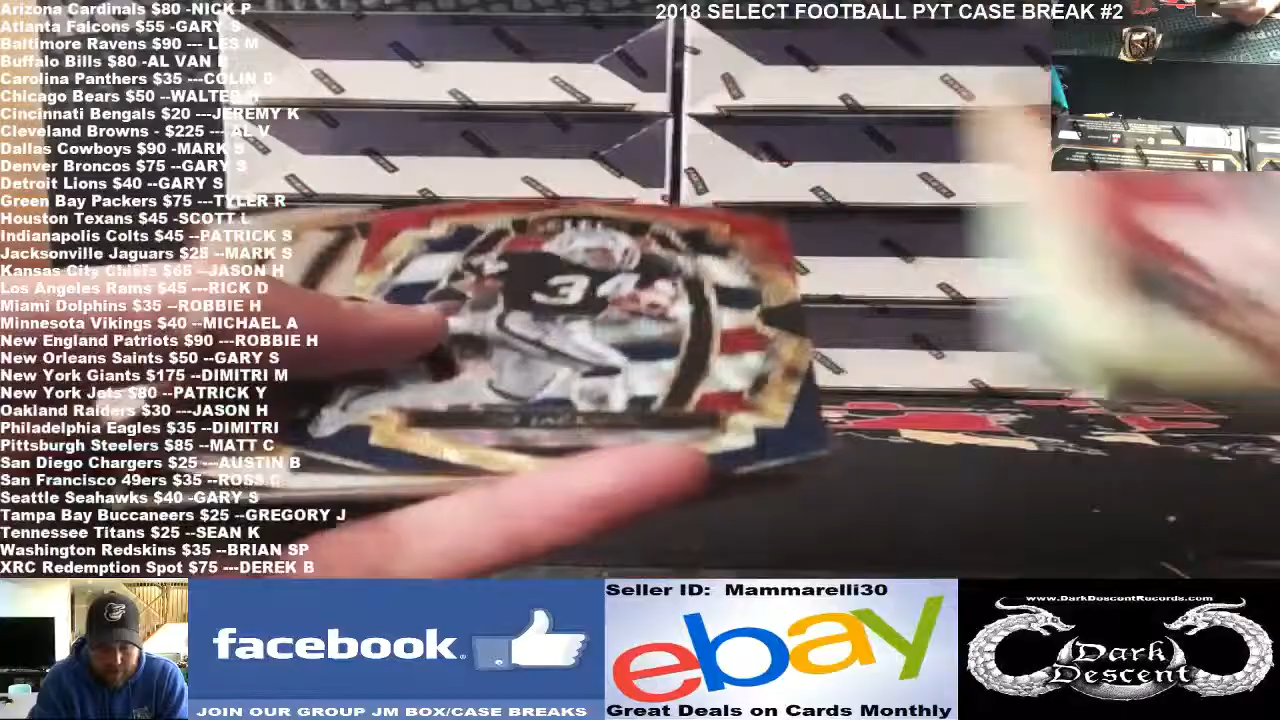 Arizona Cardinals $80 -NICK P
Atlanta Falcons $55 -GARY S
Baltimore Ravens $90 --- LES M
Buffalo Bills $80 -AL VAN
Carolina Panthers $35 ---COLIN D
Chicago Bears $50 --WALTER
Cincinnati Bengals $20 ---JEREMY K
Cleveland Browns - $225 --- AL V
Dallas Cowboys $90 -MARK S
Denver Broncos $75 --GARY S
Detroit Lions $40 --GARY S
Green Bay Packers $75 ---TYLER R
Houston Texans $45 -SCOTT L
Indianapolis Colts $45 --PATRICK S
Jacksonville Jaguars $25 --MARK S
Kansas City Chiefs $65 --JASON H
Los Angeles Rams $45 ---RICK D
Miami Dolphins $35 --ROBBIE H
Minnesota Vikings $40 --MICHAEL A
New England Patriots $90 ---ROBBIE H
New Orleans Saints $50 --GARY S
New York Giants $175 --DIMITRI M
New York Jets $80 --PATRICK Y
Oakland Raiders $30 ---JASON H
Philadelphia Eagles $35 --DIMITRI
Pittsburgh Steelers $85 --MATT C
San Diego Chargers $25 ---AUSTIN B
San Francisco 49ers $35 --ROSS C
Seattle Seahawks $40 -GARY S
Tampa Bay Buccaneers $25 --GREGORY J
Tennessee Titans $25 --SEAN K
Washington Redskins $35 --BRIAN SP
XRC Redemption Spot $75 ---DEREK B
2018 SELECT FOOTBALL PYT CASE BREAK #2
34
JACK
facebook.
JOIN OUR GROUP JM BOX/CASE BREAKS
Seller ID: Mammarelli30
ebay
Great Deals on Cards Monthly
www.DarkDescentRecords.com
Dark
Descent